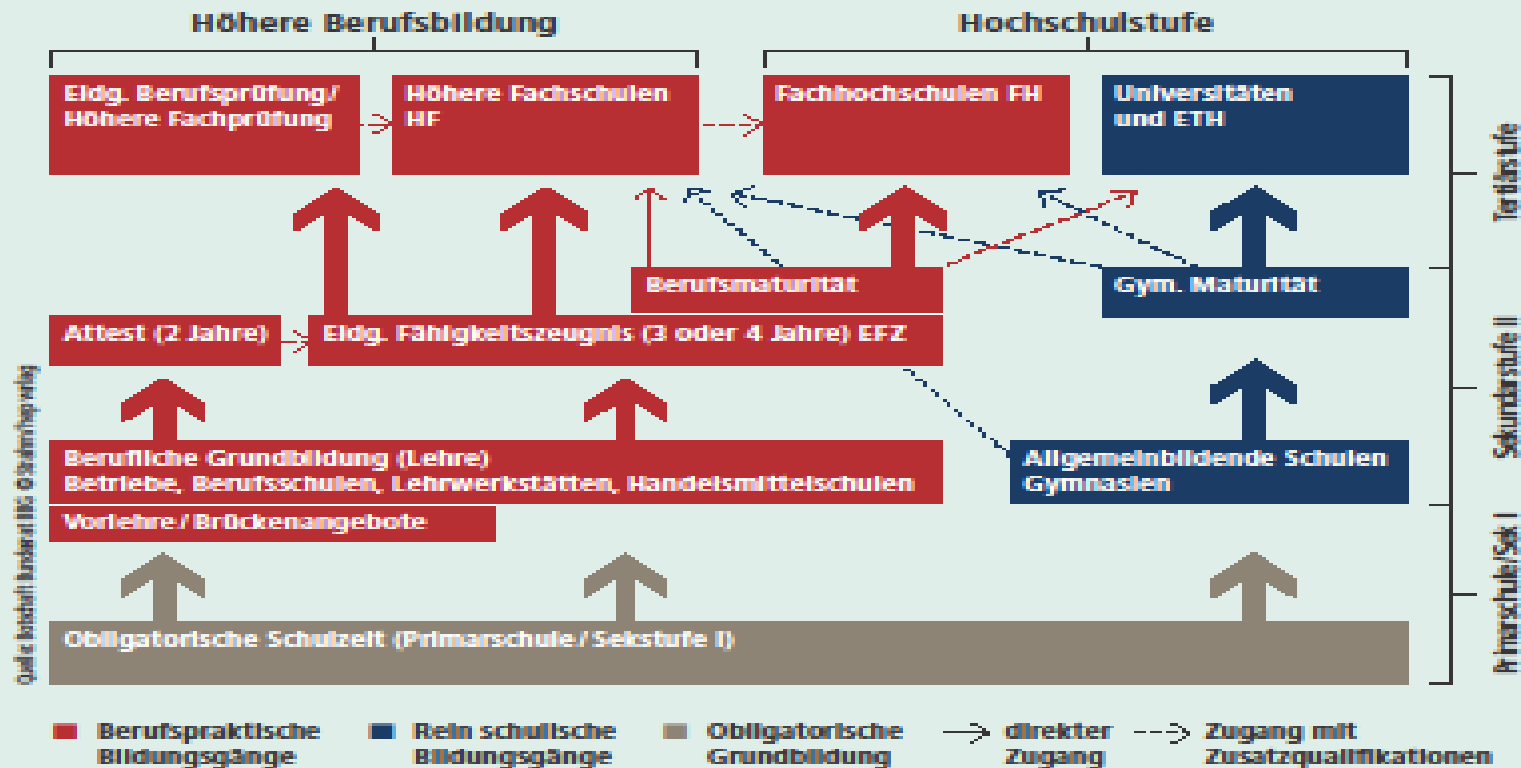 Höhere Berufsbildung
Hochschulstufe
Eidg. Berufsprüfung/
Höhere Fachprüfung
Höhere Fachschulen
HF
Fachhochschulen FH
Universitäten
und ETH
Tertiärstufe
Berufsmaturität
Gym. Maturität
Attest (2 Jahre)
Eidg. Fähigkeitszeugnis (3 oder 4 Jahre) EFZ
Sekundarstufe II
Berufliche Grundbildung (Lehre)
Betriebe, Berufsschulen, Lehrwerkstätten, Handelsmittelschulen
Allgemeinbildende Schulen
Gymnasien
Vorlehre/Brückenangebote
Primarschule/Sek I
Obligatorische Schulzeit (Primarschule/Sekstufe I)
Berufspraktische
Bildungsgänge
Rein schulische
Bildungsgänge
Obligatorische
Grundbildung
direkter
Zugang
Zugang mit
Zusatzqualifikationen